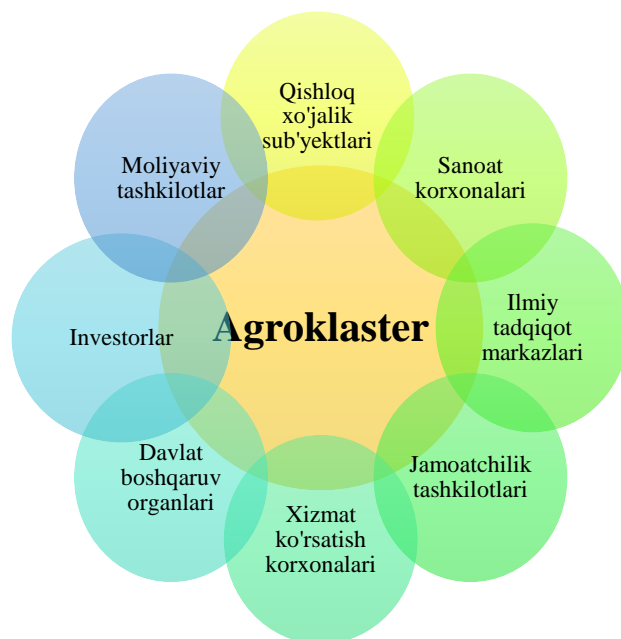 Qishloq
xo'jalik
sub'yektlari
Sanoat
korxonalari
Ilmiy
tadqiqot
markazlari
Jamoatchilik
tashkilotlari
Xizmat
ko'rsatish
korxonalari
Davlat
boshqaruv
organlari
Investorlar
Moliyaviy
tashkilotlar
Agroklaster